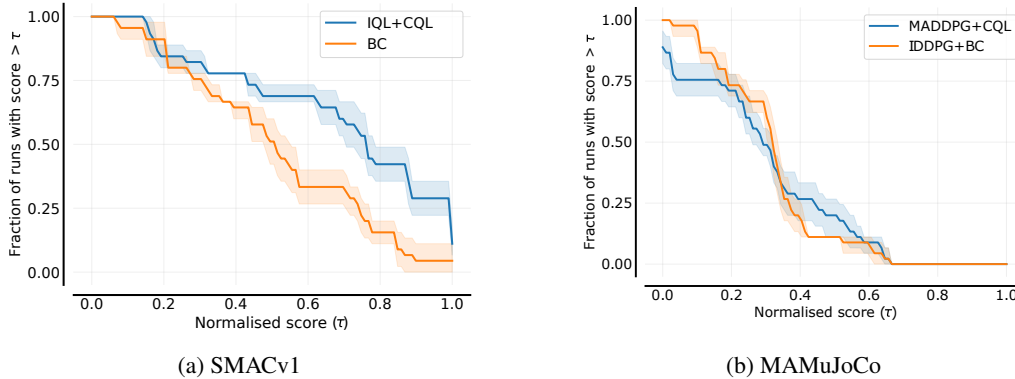 Fraction of runs with score > τ
1.00
0.75
0.50
0.25
0.00
IQL+CQL
BC
0.0 0.2 0.4 0.6 0.8 1.0
Normalised score (τ)
(a) SMACv1
Fraction of runs with score > τ
1.00
0.75
0.50
0.25
0.00
MADDPG+CQL
IDDPG+BC
0.0 0.2 0.4 0.6 0.8 1.0
Normalised score (τ)
(b) MAMuJoCo